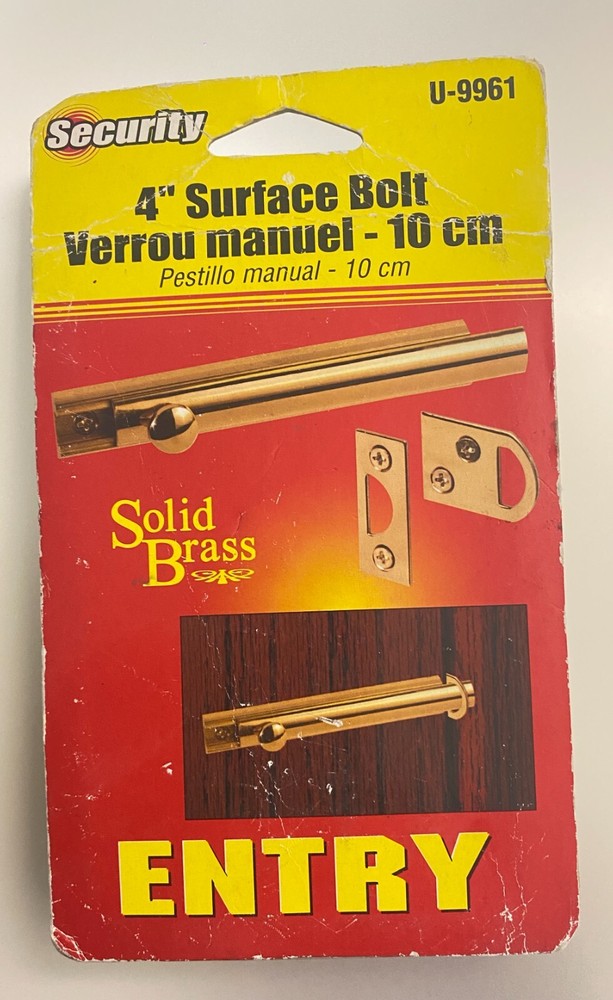 Security
U-9961
4" Surface Bolt
Verrou manuel - 10 cm
Pestillo manual - 10 cm
Solid
Brass
ENTRY